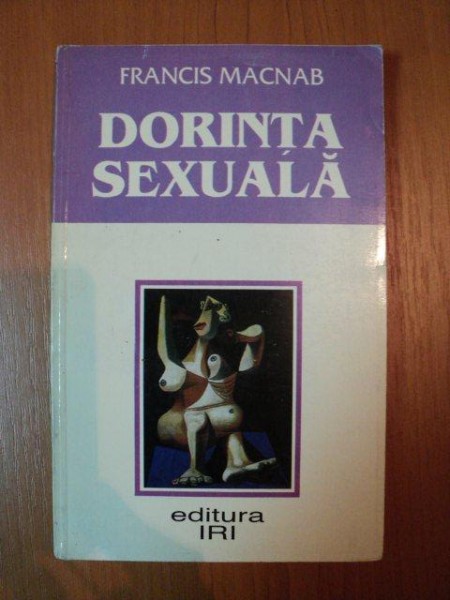 FRANCIS MACNAB
DORINȚA
SEXUALĂ
editura
IRI